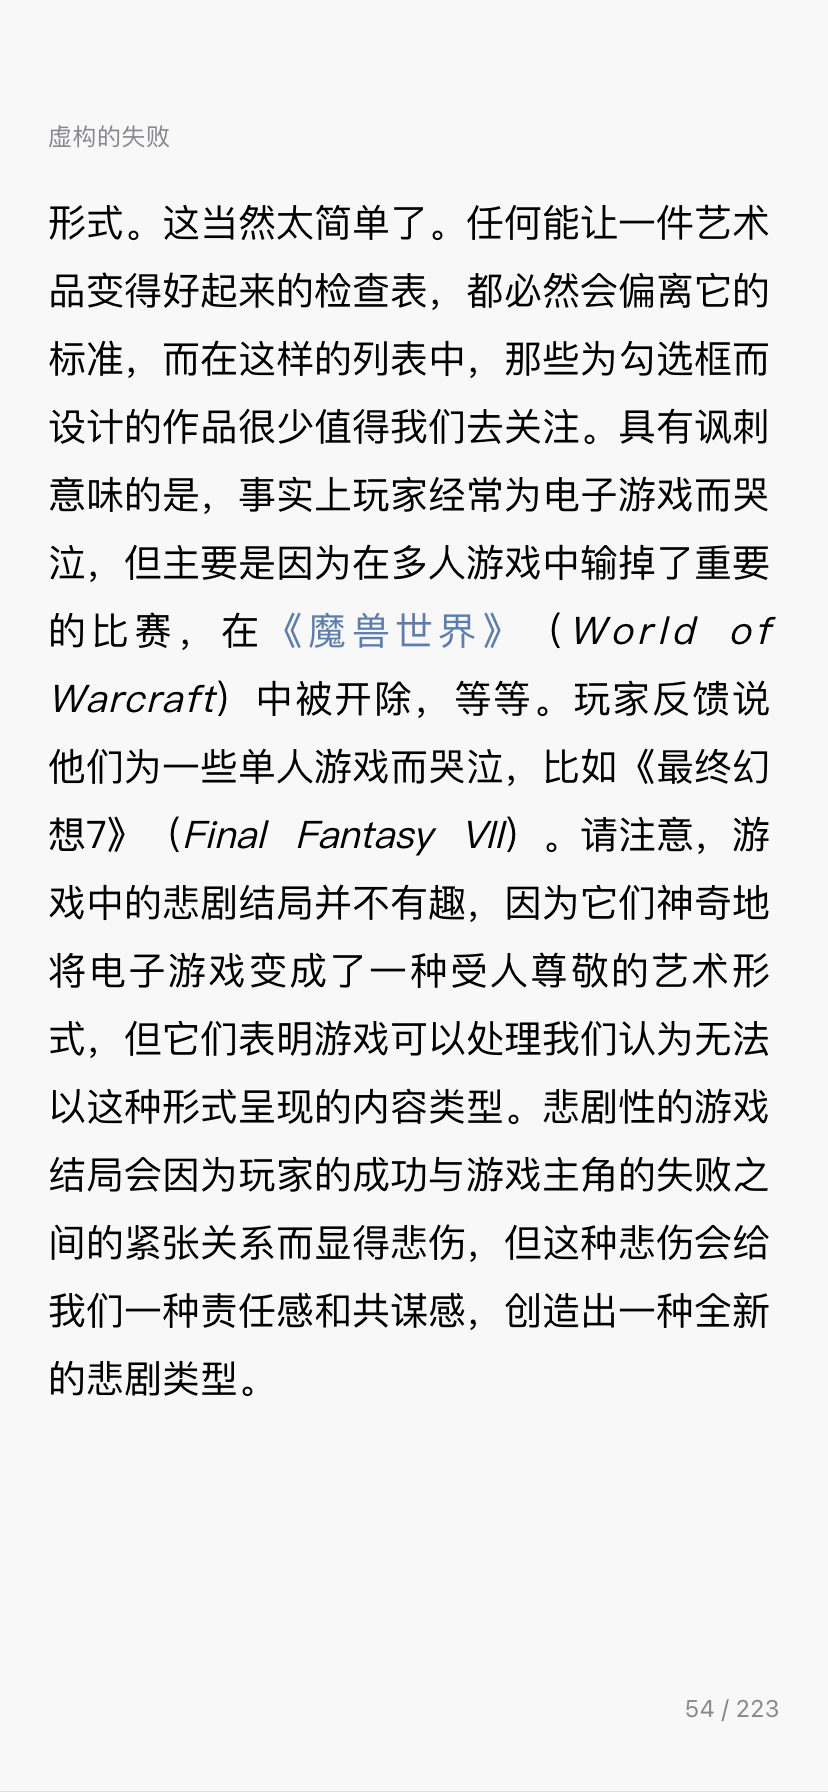 虚构的失败
形式。这当然太简单了。任何能让一件艺术
品变得好起来的检查表，都必然会偏离它的
标准，而在这样的列表中，那些为勾选框而
设计的作品很少值得我们去关注。具有讽刺
意味的是，事实上玩家经常为电子游戏而哭
泣，但主要是因为在多人游戏中输掉了重要
的比赛，在《魔兽世界》（World of
Warcraft）中被开除，等等。玩家反馈说
他们为一些单人游戏而哭泣，比如《最终幻
想7》（Final Fantasy VII）。请注意，游
戏中的悲剧结局并不有趣，因为它们神奇地
将电子游戏变成了一种受人尊敬的艺术形
式，但它们表明游戏可以处理我们认为无法
以这种形式呈现的内容类型。悲剧性的游戏
结局会因为玩家的成功与游戏主角的失败之
间的紧张关系而显得悲伤，但这种悲伤会给
我们一种责任感和共谋感，创造出一种全新
的悲剧类型。
54 / 223